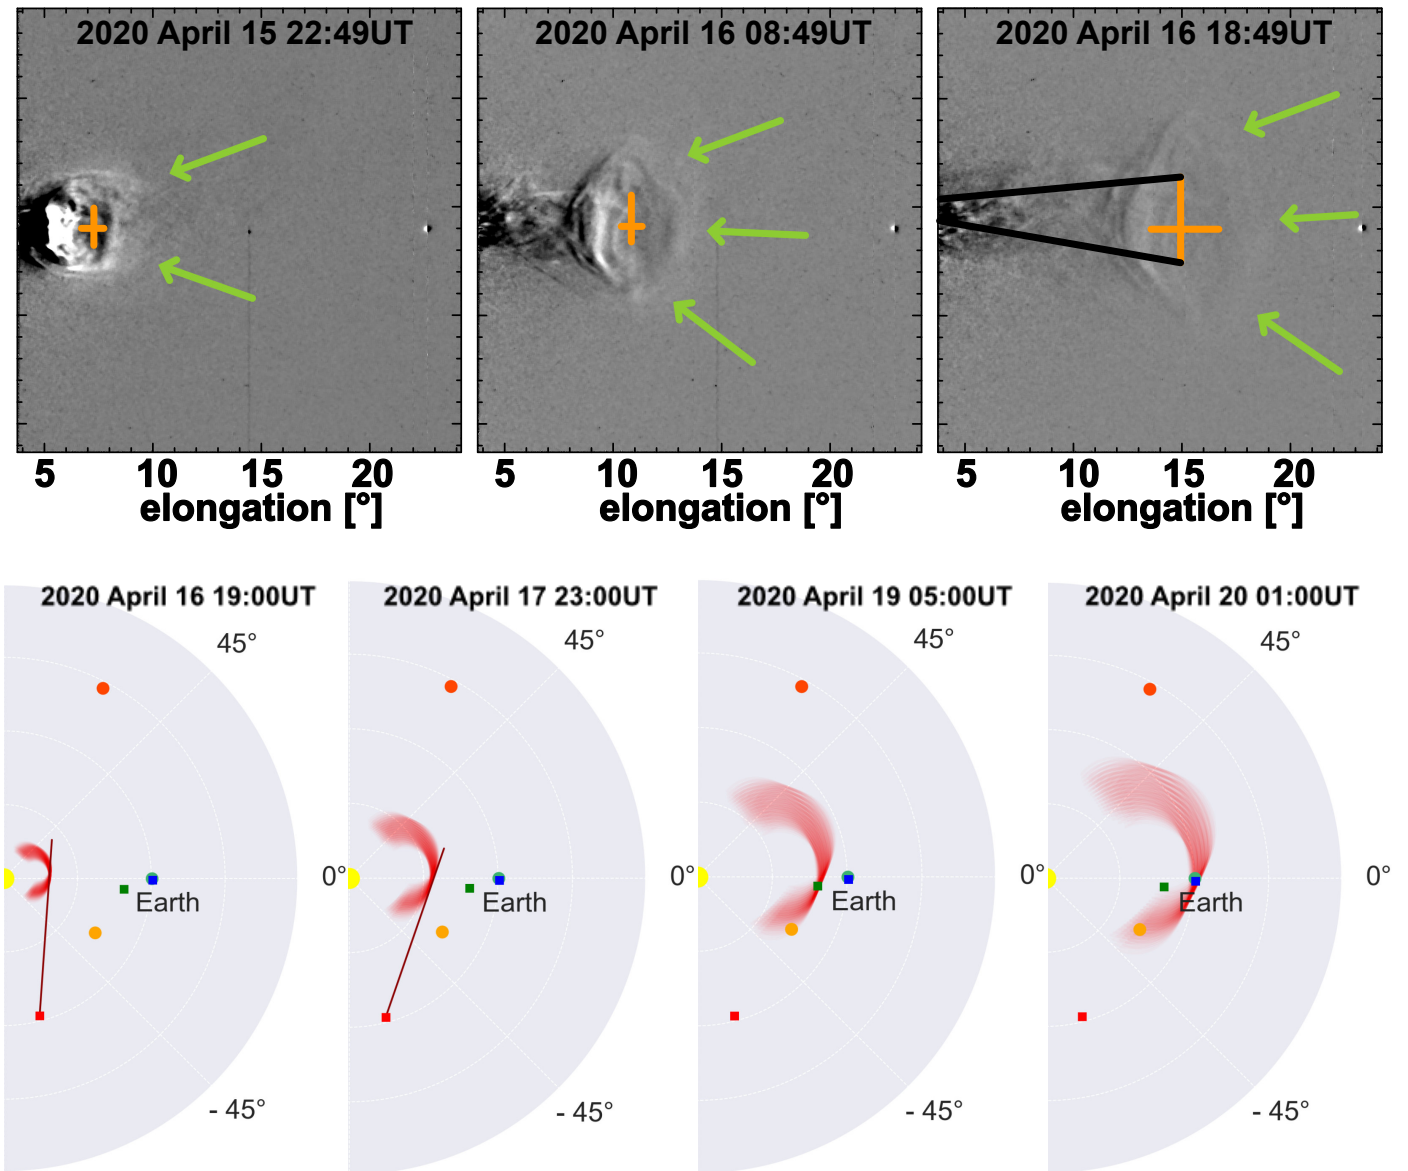 2020 April 15 22:49UT 2020 April 16 08:49UT 2020 April 16 18:49UT
5 10 15 20 5 10 15 20 5 10 15 20
elongation [°] elongation [°] elongation [°]
2020 April 16 19:00UT 2020 April 17 23:00UT 2020 April 19 05:00UT 2020 April 20 01:00UT
45° 45° 45° 45°
0° 0° 0° 0°
Earth Earth Earth Earth
- 45° - 45° - 45° - 45°